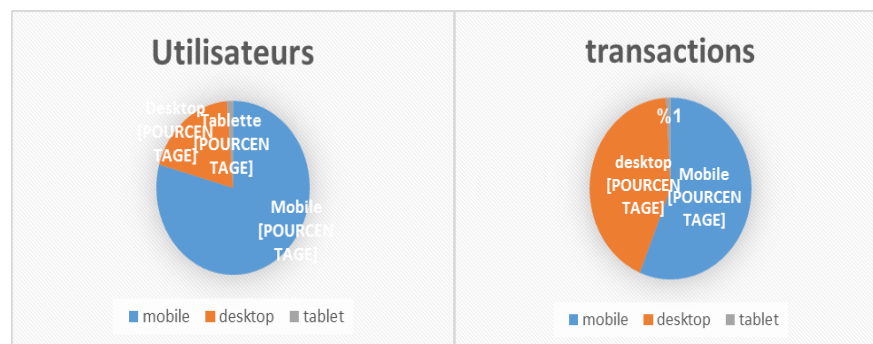 Utilisateurs
Desktop
[POURCEN
TAGE]
Tablette
[POURCEN
TAGE]
Mobile
[POURCEN
TAGE]
mobile desktop tablet
transactions
%1
desktop
[POURCEN
TAGE]
Mobile
[POURCEN
TAGE]
mobile desktop tablet